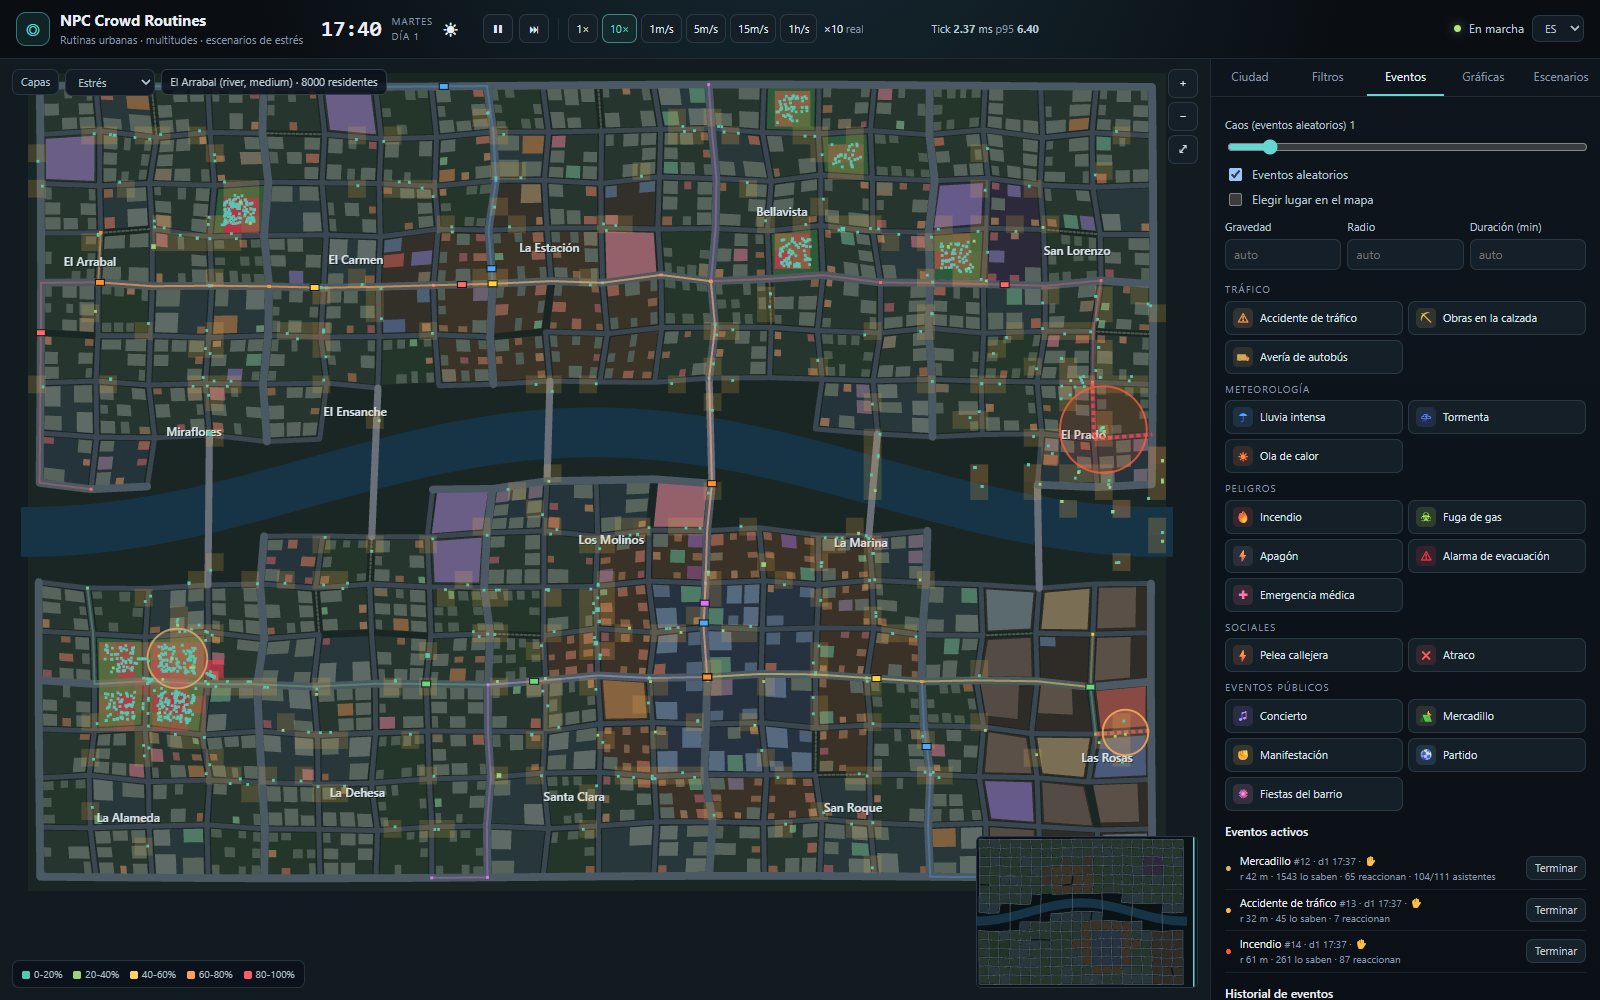 NPC Crowd Routines
Rutinas urbanas · multitudes · escenarios de estrés
17:40
MARTES
DÍA 1
1×
10×
1m/s
5m/s
15m/s
1h/s
×10 real
Tick 2.37 ms p95 6.40
En marcha
ES
Capas
Estrés
El Arrabal (river, medium) · 8000 residentes
+
−
Bellavista
La Estación
San Lorenzo
El Arrabal
El Carmen
El Ensanche
Miraflores
El Prado
Los Molinos
La Marina
Las Rosas
La Dehesa
Santa Clara
San Roque
La Alameda
0-20%
20-40%
40-60%
60-80%
80-100%
Ciudad
Filtros
Eventos
Gráficas
Escenarios
Caos (eventos aleatorios) 1
Eventos aleatorios
Elegir lugar en el mapa
Gravedad
Radio
Duración (min)
auto
auto
auto
TRÁFICO
Accidente de tráfico
Obras en la calzada
Avería de autobús
METEOROLOGÍA
Lluvia intensa
Tormenta
Ola de calor
PELIGROS
Incendio
Fuga de gas
Apagón
Alarma de evacuación
Emergencia médica
SOCIALES
Pelea callejera
Atraco
EVENTOS PÚBLICOS
Concierto
Mercadillo
Manifestación
Partido
Fiestas del barrio
Eventos activos
Mercadillo #12 · d1 17:37 ·
r 42 m · 1543 lo saben · 65 reaccionan · 104/111 asistentes
Terminar
Accidente de tráfico #13 · d1 17:37 ·
r 32 m · 45 lo saben · 7 reaccionan
Terminar
Incendio #14 · d1 17:37 ·
r 61 m · 261 lo saben · 87 reaccionan
Terminar
Historial de eventos